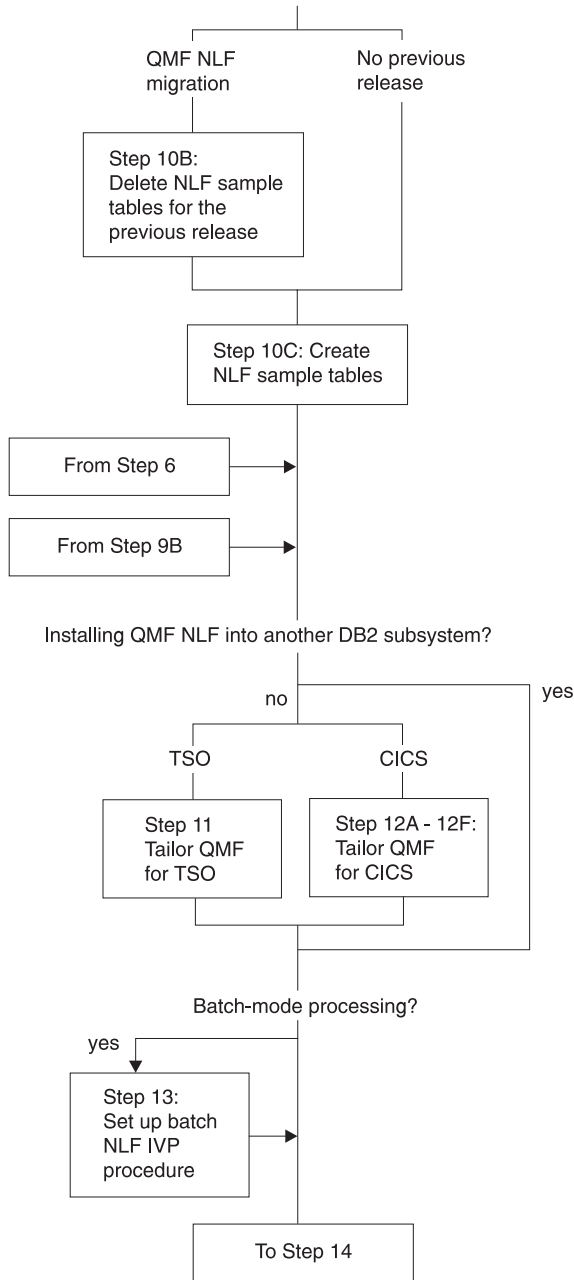 QMF NLF
migration
No previous
release
Step 10B:
Delete NLF sample
tables for the
previous release
Step 10C: Create
NLF sample tables
From Step 6
From Step 9B
Installing QMF NLF into another DB2 subsystem?
no
yes
TSO
CICS
Step 11
Tailor QMF
for TSO
Step 12A - 12F:
Tailor QMF
for CICS
Batch-mode processing?
yes
Step 13:
Set up batch
NLF IVP
procedure
To Step 14